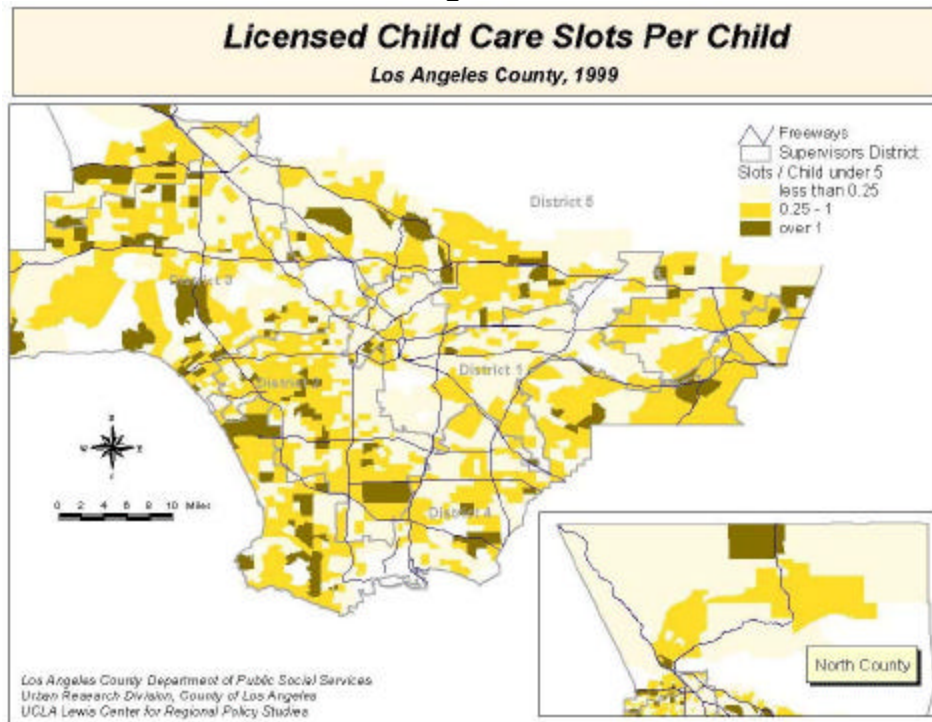 Licensed Child Care Slots Per Child
Los Angeles County, 1999
Freeways
Supervisors District
Slots / Child under 5
less than 0.25
0.25 - 1
over 1
District 5
District 3
District 1
District 2
District 4
0 2 4 6 8 10 Miles
North County
Los Angeles County Department of Public Social Services
Urban Research Division, County of Los Angeles
UCLA Lewis Center for Regional Policy Studies